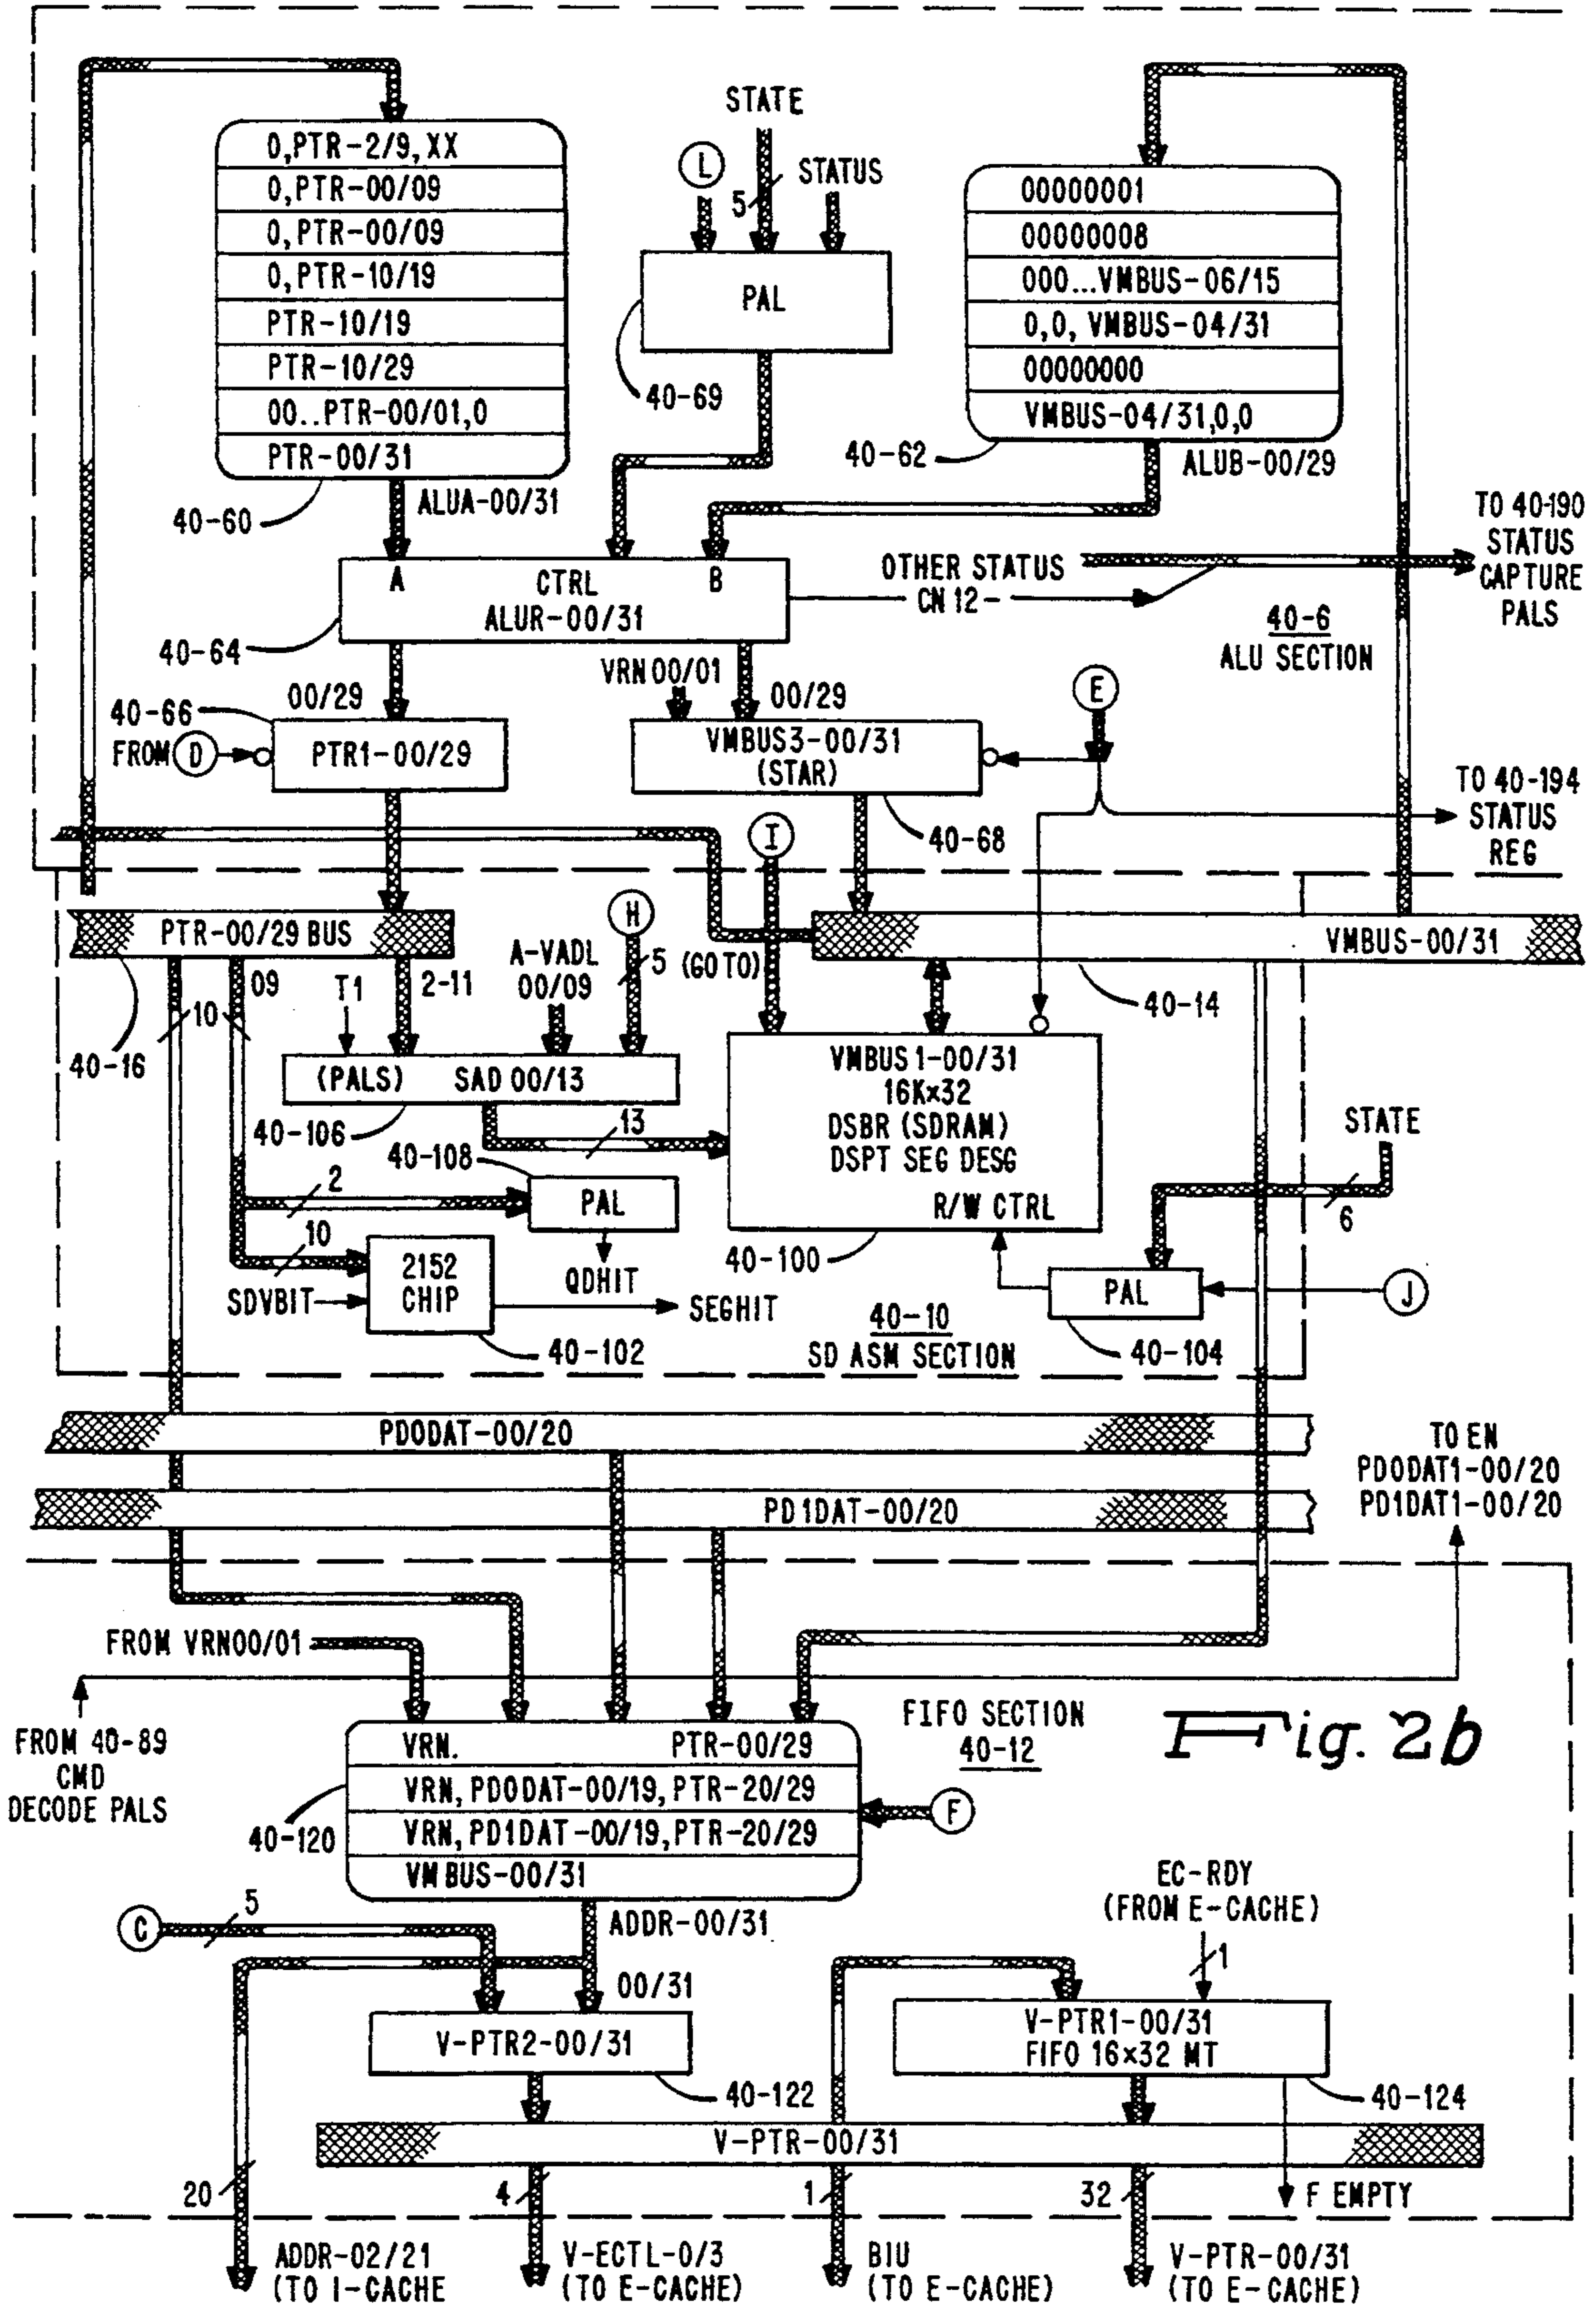 STATE
L
5
STATUS
0,PTR-2/9,XX
0,PTR-00/09
0,PTR-00/09
0,PTR-10/19
PTR-10/19
PTR-10/29
00..PTR-00/01,0
PTR-00/31
PAL
40-69
00000001
00000008
000...VMBUS-06/15
0,0,VMBUS-04/31
00000000
VMBUS-04/31,0,0
40-62
ALUB-00/29
40-60
ALUA-00/31
TO 40-190
STATUS
CAPTURE
PALS
A
CTRL
B
ALUR-00/31
40-64
OTHER STATUS
CN 12-
40-6
ALU SECTION
VRN 00/01
00/29
00/29
E
40-66
FROM D
PTR1-00/29
VMBUS3-00/31
(STAR)
40-68
TO 40-194
STATUS
REG
I
H
PTR-00/29 BUS
VMBUS-00/31
09
2-11
T1
A-VADL
00/09
5 (GO TO)
40-14
10
40-16
(PALS) SAD 00/13
40-106
13
VMBUS1-00/31
16K×32
DSBR (SDRAM)
DSPT SEG DESG
R/W CTRL
40-100
STATE
6
40-108
2
PAL
QDHIT
10
2152
CHIP
SDVBIT
SEGHIT
40-102
40-10
SD ASM SECTION
PAL
J
40-104
PD0DAT-00/20
PD1DAT-00/20
TO EN
PD0DAT1-00/20
PD1DAT1-00/20
FROM VRN00/01
FROM 40-89
CMD
DECODE PALS
VRN. PTR-00/29
VRN, PD0DAT-00/19, PTR-20/29
VRN, PD1DAT-00/19, PTR-20/29
VMBUS-00/31
40-120
F
FIFO SECTION
40-12
Fig. 2b
C
5
ADDR-00/31
00/31
EC-RDY
(FROM E-CACHE)
1
V-PTR2-00/31
40-122
V-PTR1-00/31
FIFO 16×32 MT
40-124
V-PTR-00/31
20
4
1
32
F EMPTY
ADDR-02/21
(TO I-CACHE
V-ECTL-0/3
(TO E-CACHE)
BIU
(TO E-CACHE)
V-PTR-00/31
(TO E-CACHE)